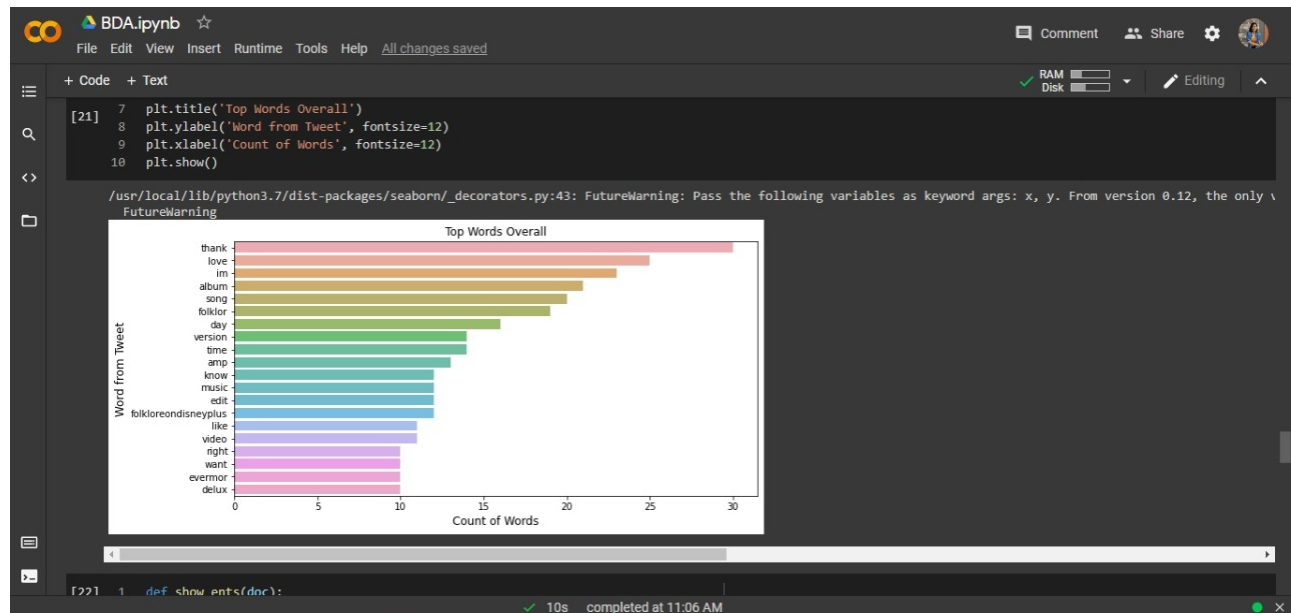 CO BDA.ipynb
Comment Share
File Edit View Insert Runtime Tools Help All changes saved
+ Code + Text
RAM
Disk
Editing
[21] 7 plt.title('Top Words Overall')
8 plt.ylabel('Word from Tweet', fontsize=12)
9 plt.xlabel('Count of Words', fontsize=12)
10 plt.show()
/usr/local/lib/python3.7/dist-packages/seaborn/_decorators.py:43: FutureWarning: Pass the following variables as keyword args: x, y. From version 0.12, the only
FutureWarning
Top Words Overall
Word from Tweet
thank
love
im
album
song
folklor
day
version
time
amp
know
music
edit
folkloreondisneyplus
like
video
right
want
evermor
delux
0 5 10 15 20 25 30
Count of Words
[22] 1 def show_ents(doc):
10s completed at 11:06 AM